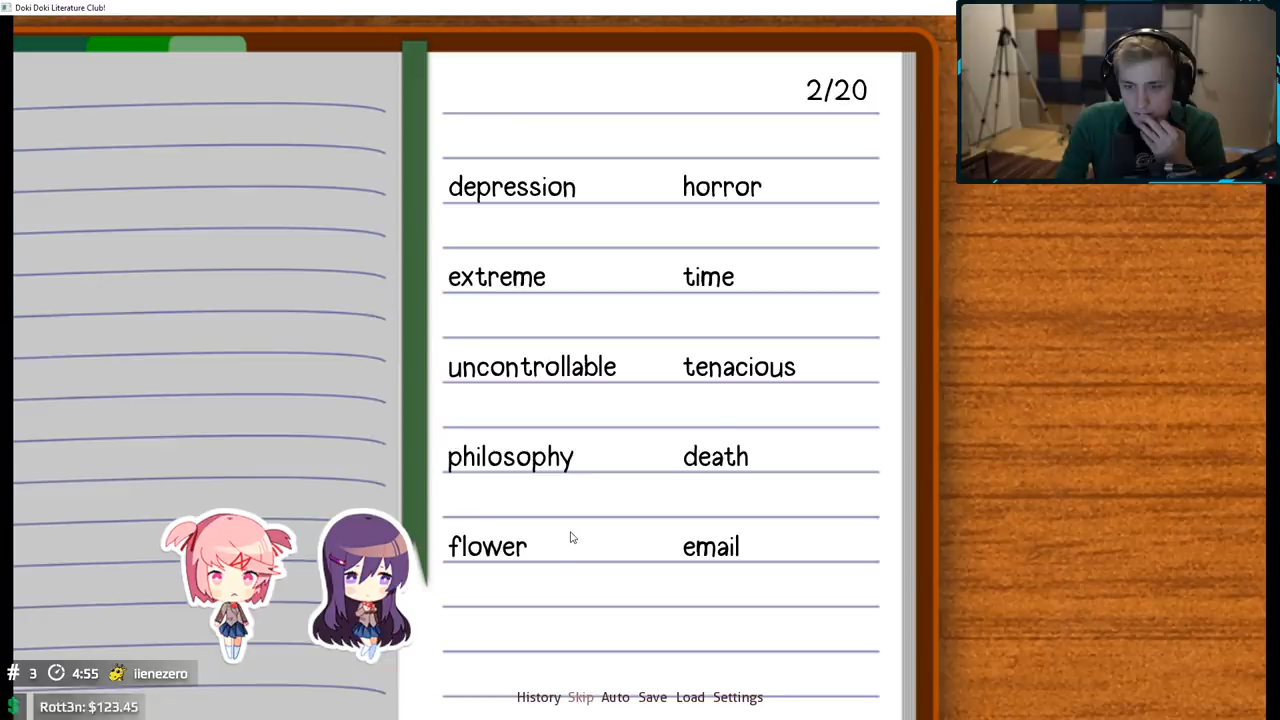 Doki Doki Literature Club!
2/20
depression horror
extreme time
uncontrollable tenacious
philosophy death
flower email
# 3 4:55 iienezero
Rott3n: $123.45
History Skip Auto Save Load Settings